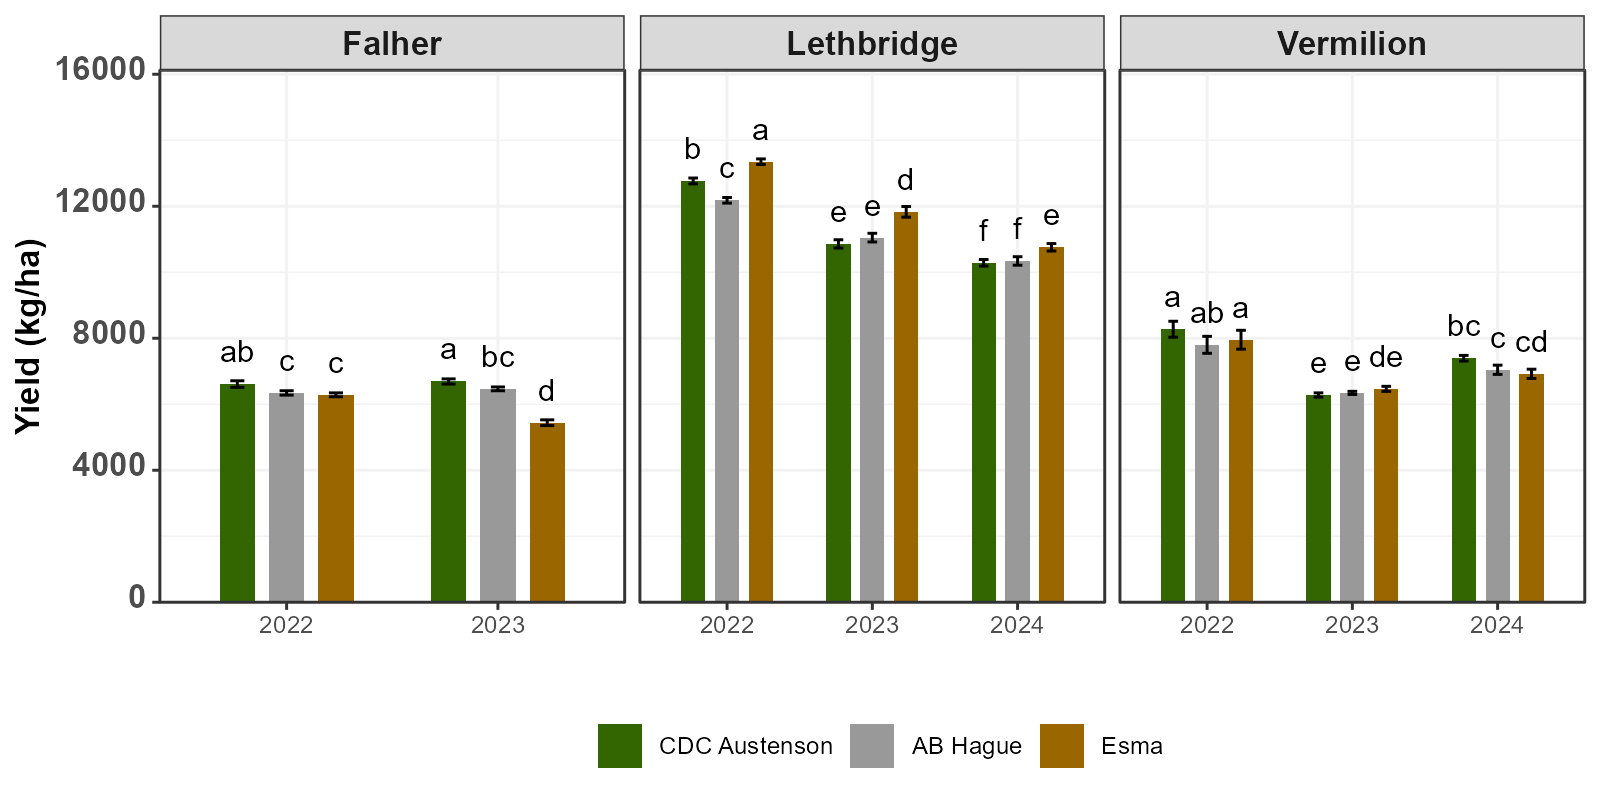 Falher Lethbridge Vermilion
Yield (kg/ha)
16000
12000
8000
4000
0
ab c c a bc d
b c a e e d f f e
a ab a e e de bc c cd
2022 2023 2022 2023 2024 2022 2023 2024
CDC Austenson AB Hague Esma